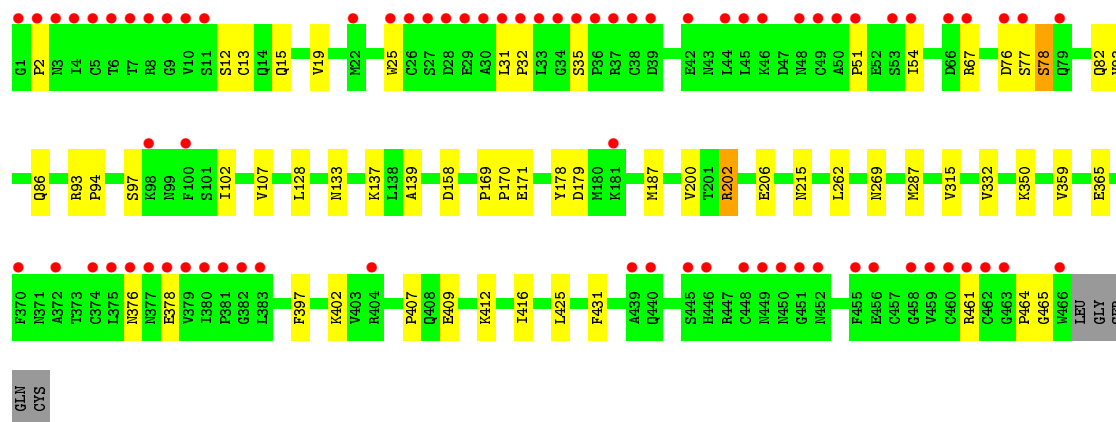 G1 P2 N3 I4 C5 T6 T7 R8 G9 V10 S11 S12 C13 Q14 Q15 V19 M22 W25 C26 S27 D28 E29 A30 L31 P32 L33 G34 S35 P36 R37 C38 D39 E42 N43 L44 L45 K46 D47 N48 C49 A50 P51 E52 S53 I54 D66 R67 D76 S77 S78 Q79 Q82
Q86 R93 P94 S97 K98 N99 F100 S101 I102 V107 L128 N133 K137 L138 A139 D158 P169 P170 E171 Y178 D179 M180 K181 M187 V200 T201 R202 E206 N215 L262 N269 M287 V315 V332 K350 V359 E365
F370 N371 A372 T373 C374 L375 N376 N377 E378 V379 I380 P381 G382 L383 F397 K402 V403 R404 P407 Q408 E409 K412 I416 L425 F431 A439 Q440 S445 H446 R447 C448 N449 N450 G451 N452 F455 E456 C457 G458 V459 C460 R461 C462 G463 P464 G465 W466 LEU GLY
GLN CYS